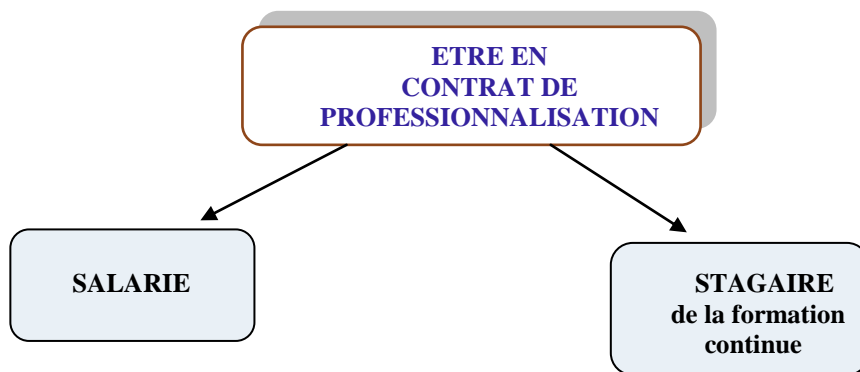 ETRE EN
CONTRAT DE
PROFESSIONNALISATION
SALARIE
STAGAIRE
de la formation
continue